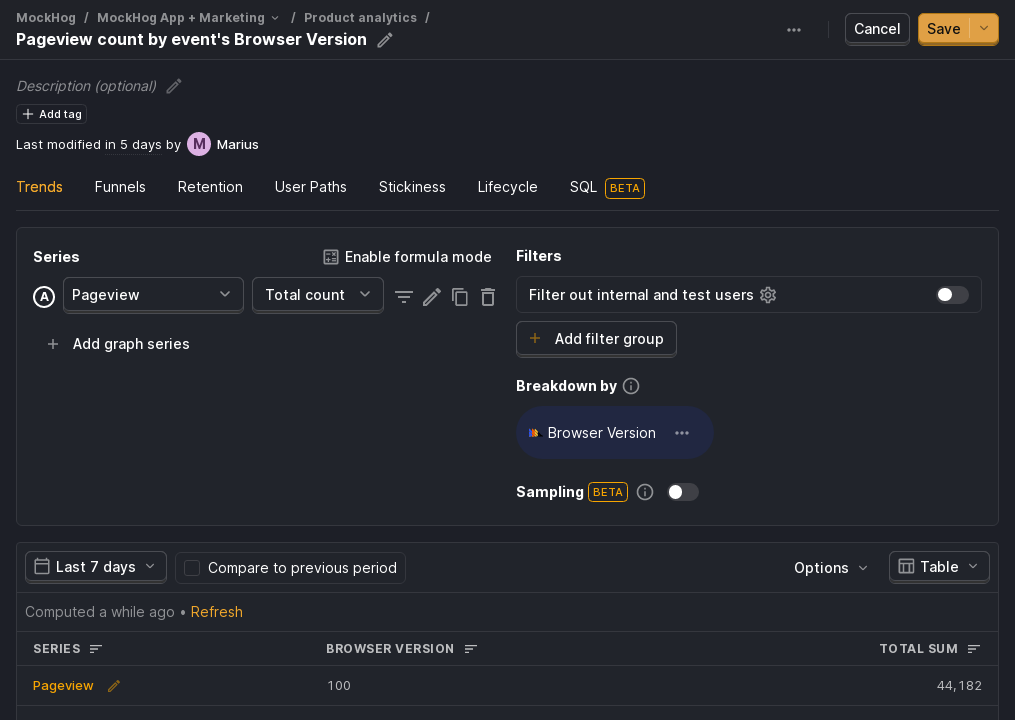 MockHog / MockHog App + Marketing / Product analytics /
Pageview count by event's Browser Version
Cancel
Save
Description (optional)
Add tag
Last modified in 5 days by M Marius
Trends Funnels Retention User Paths Stickiness Lifecycle SQL BETA
Series
Enable formula mode
A Pageview Total count
Add graph series
Filters
Filter out internal and test users
Add filter group
Breakdown by
Browser Version
Sampling BETA
Last 7 days Compare to previous period Options Table
Computed a while ago • Refresh
SERIES BROWSER VERSION TOTAL SUM
Pageview 100 44,182